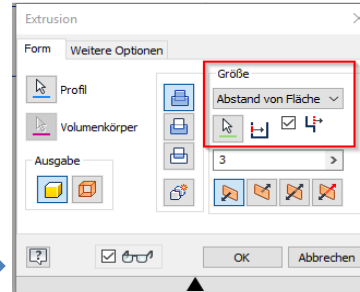 Extrusion
Form Weitere Optionen
Profil
Volumenkörper
Ausgabe
Größe
Abstand von Fläche
3
OK Abbrechen